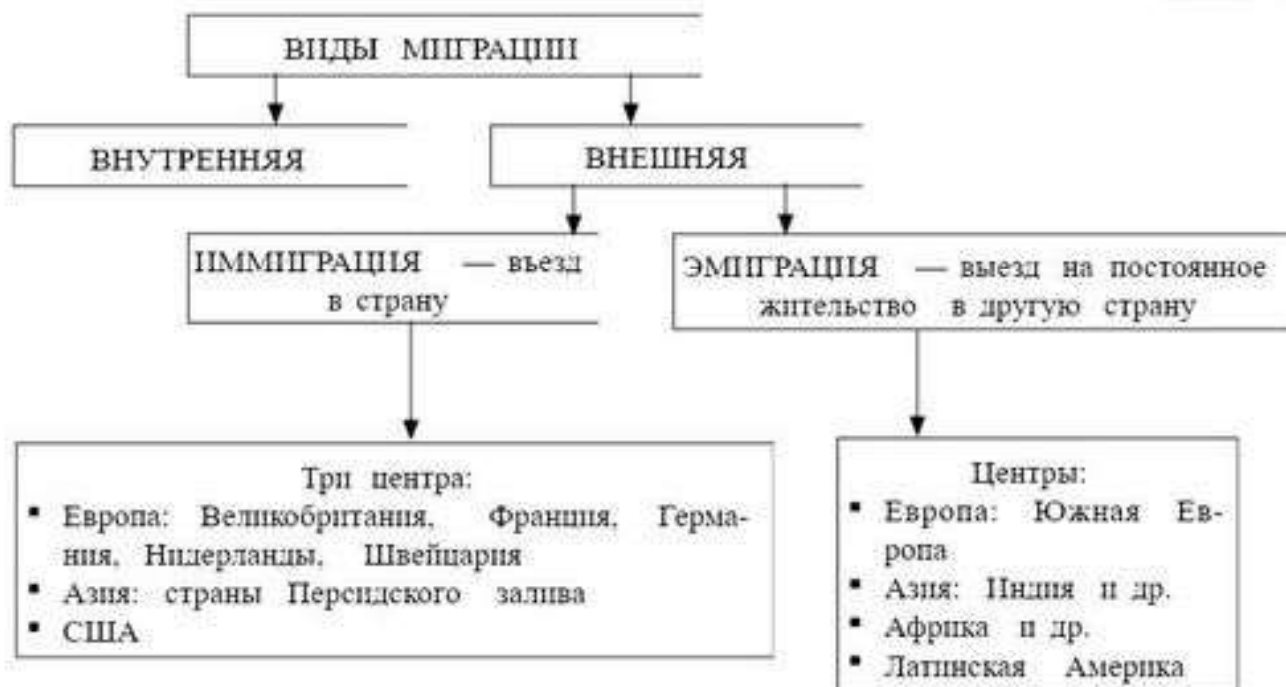 ВИДЫ МИГРАЦИИ
ВНУТРЕННЯЯ
ВНЕШНЯЯ
ИММИГРАЦИЯ — въезд
в страну
ЭМИГРАЦИЯ — выезд на постоянное
жительство в другую страну
Три центра:
▪ Европа: Великобритания, Франция, Герма-
ния, Нидерланды, Швейцария
▪ Азия: страны Персидского залива
▪ США
Центры:
▪ Европа: Южная Ев-
ропа
▪ Азия: Индия и др.
▪ Африка и др.
▪ Латинская Америка